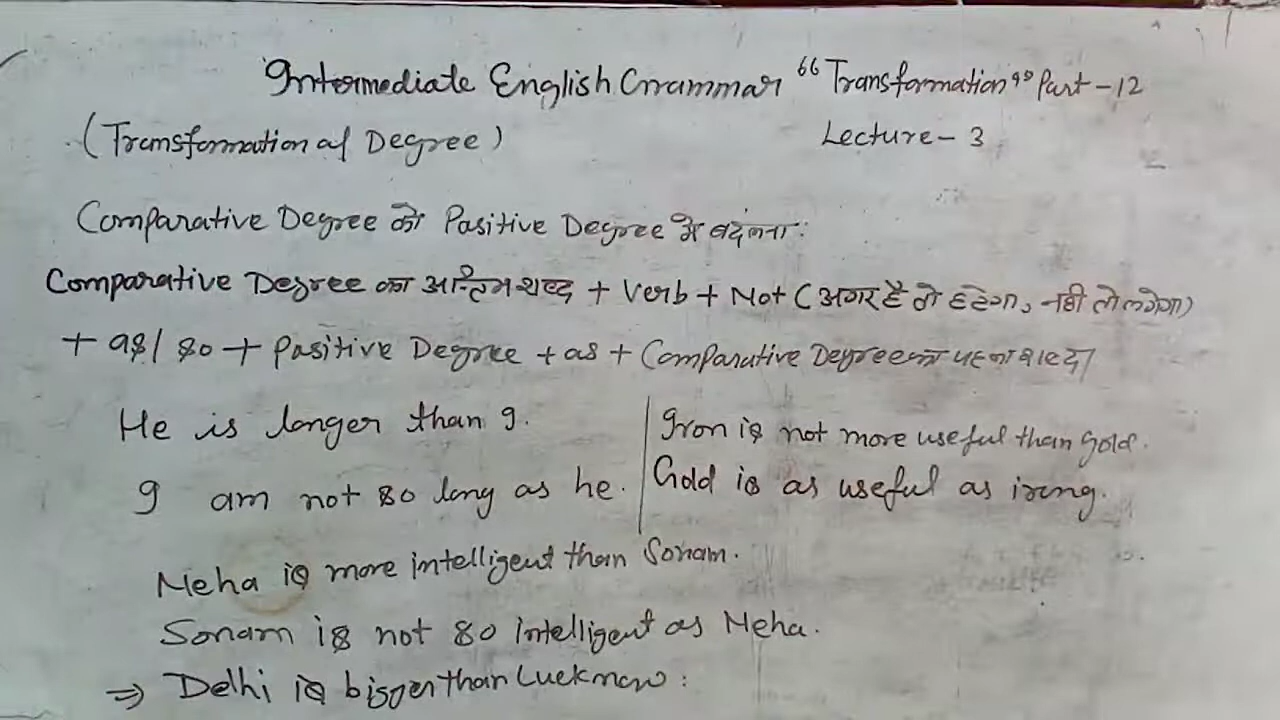 Intermediate English Grammar "Transformation" Part-12
(Transformation of Degree) Lecture-3
Comparative Degree को Positive Degree में बदलना:
Comparative Degree का अन्तिम शब्द + Verb + Not (अगर है तो हटेगा, नही तो लगेगा)
+ as/so + Positive Degree + as + Comparative Degree का पहला शब्द
He is longer than I.
I am not so long as he.
Iron is not more useful than gold.
Gold is as useful as irong.
Neha is more intelligent than Sonam.
Sonam is not so intelligent as Neha.
⇒ Delhi is bigger than Lucknow: